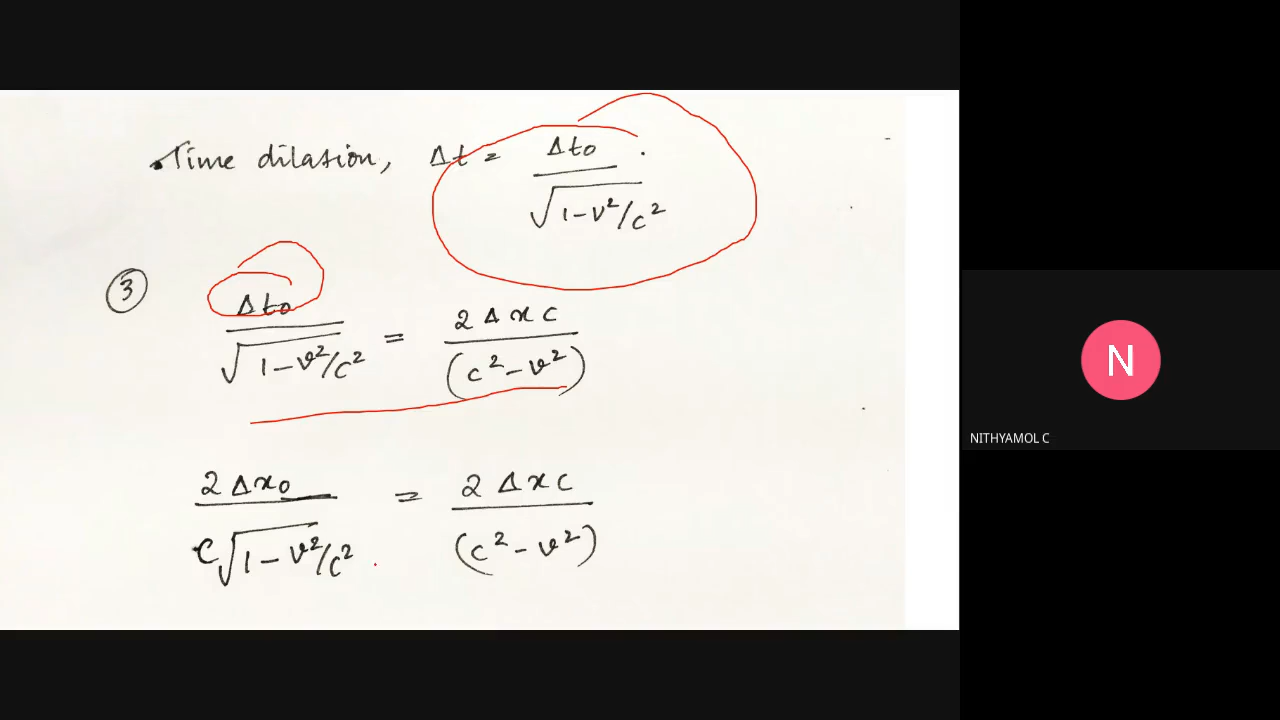 Time dilation, Δt = Δt₀ / √(1-v²/c²)
③
Δt₀ / √(1-v²/c²) = 2Δxc / (c²-v²)
2Δx₀ / c√(1-v²/c²) = 2Δxc / (c²-v²)
N
NITHYAMOL C